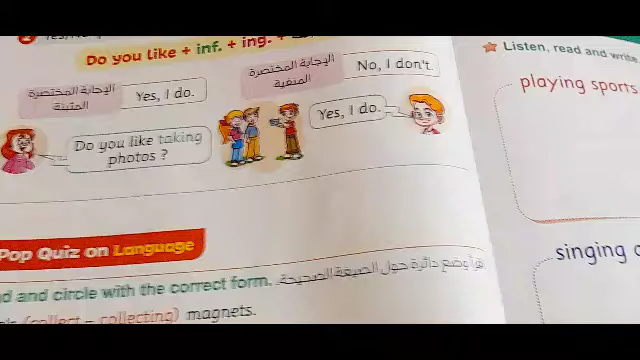 Do you like + inf. + ing. +
الإجابة المختصرة المثبتة
Yes, I do.
الإجابة المختصرة المنفية
No, I don't.
Do you like taking photos ?
Yes, I do.
Pop Quiz on Language
and circle with the correct form. اقرأ وضع دائرة حول الصيغة الصحيحة.
(collect – collecting) magnets.
Listen, read and write
playing sports
singing